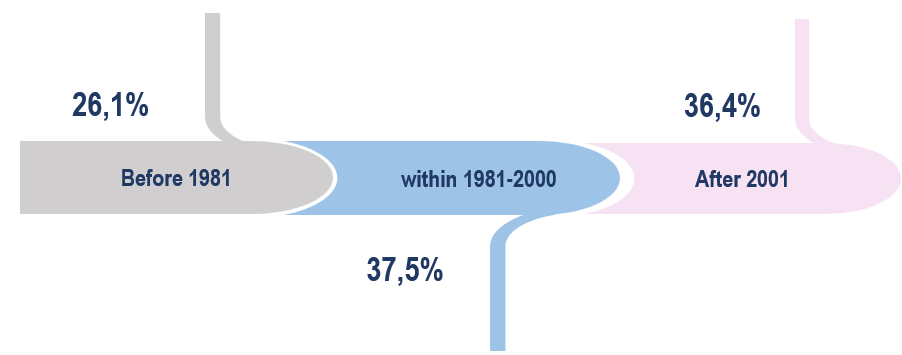 26,1%
36,4%
Before 1981
within 1981-2000
After 2001
37,5%